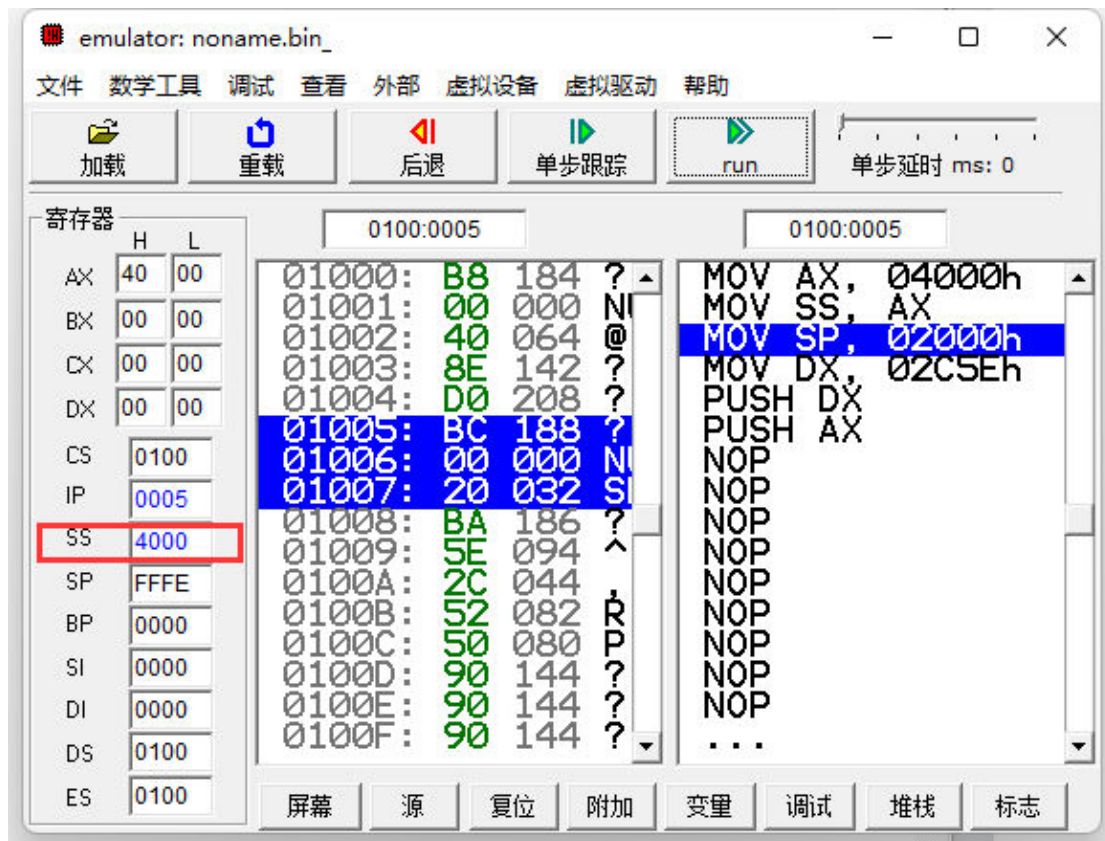 emulator: noname.bin_
文件 数学工具 调试 查看 外部 虚拟设备 虚拟驱动 帮助
加载 重载 后退 单步跟踪 run 单步延时 ms: 0
寄存器
H L
AX 40 00
BX 00 00
CX 00 00
DX 00 00
CS 0100
IP 0005
SS 4000
SP FFFE
BP 0000
SI 0000
DI 0000
DS 0100
ES 0100
0100:0005
01000: B8 184 ?
01001: 00 000
01002: 40 064 @
01003: 8E 142 ?
01004: D0 208 ?
01005: BC 188 ?
01006: 00 000
01007: 20 032
01008: BA 186 ?
01009: 5E 094 ^
0100A: 2C 044 ,
0100B: 52 082 R
0100C: 50 080 P
0100D: 90 144 ?
0100E: 90 144 ?
0100F: 90 144 ?
0100:0005
MOV AX, 04000h
MOV SS, AX
MOV SP, 02000h
MOV DX, 02C5Eh
PUSH DX
PUSH AX
NOP
NOP
NOP
NOP
NOP
NOP
NOP
NOP
...
屏幕 源 复位 附加 变量 调试 堆栈 标志